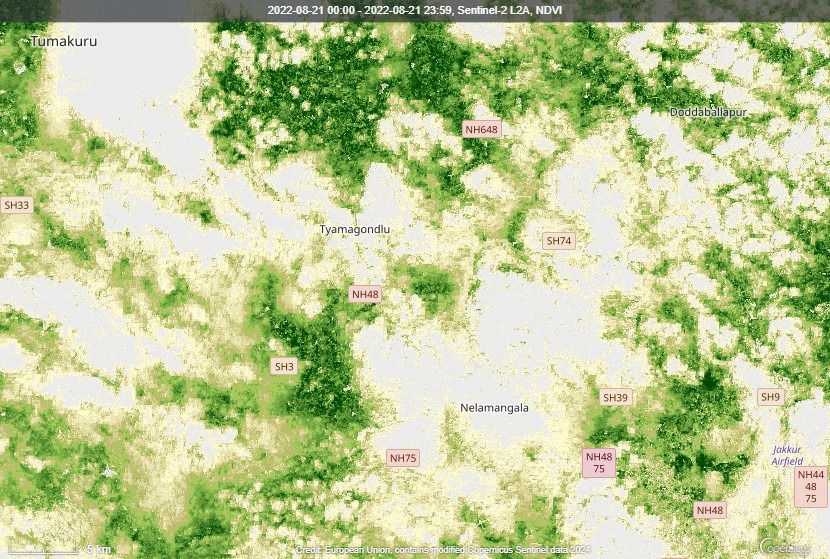 2022-08-21 00:00 - 2022-08-21 23:59, Sentinel-2 L2A, NDVI
Tumakuru
Doddaballapur
NH648
SH33
Tyamagondlu
SH74
NH48
SH3
SH39
SH9
Nelamangala
NH75
NH48
75
Jakkur
Airfield
NH44
48
75
NH48
5 km
Credit: European Union, contains modified Copernicus Sentinel data 2024
opernicus